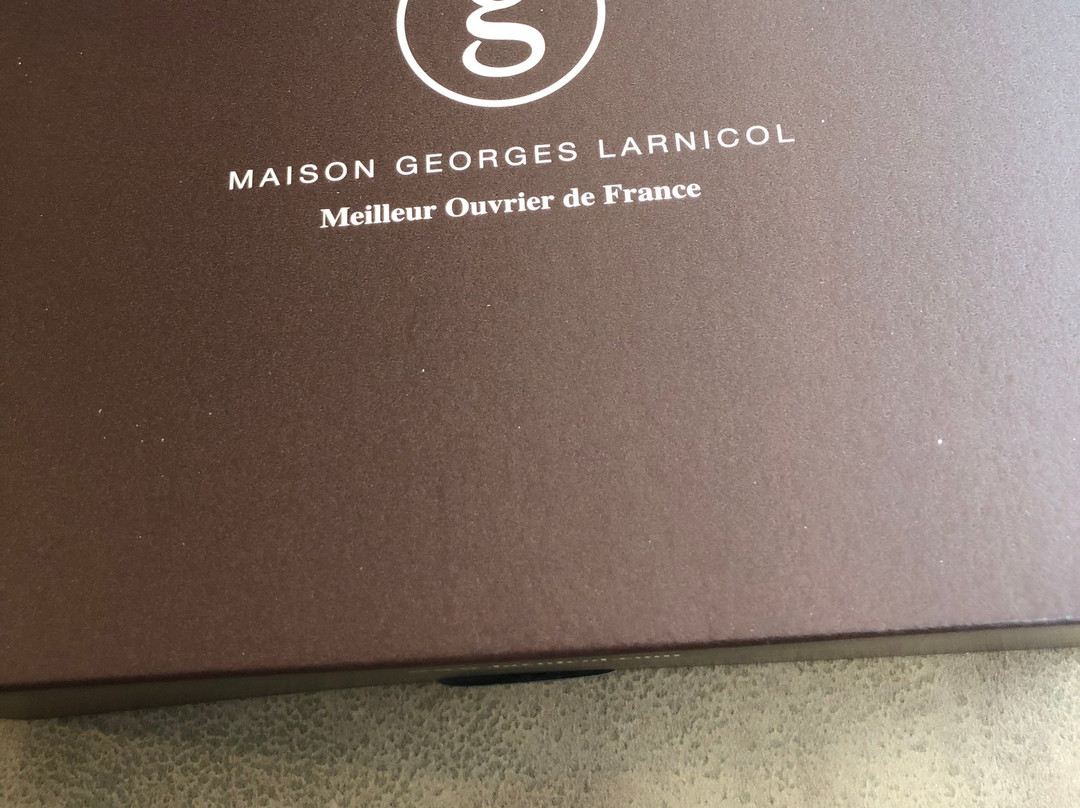 g
MAISON GEORGES LARNICOL
Meilleur Ouvrier de France